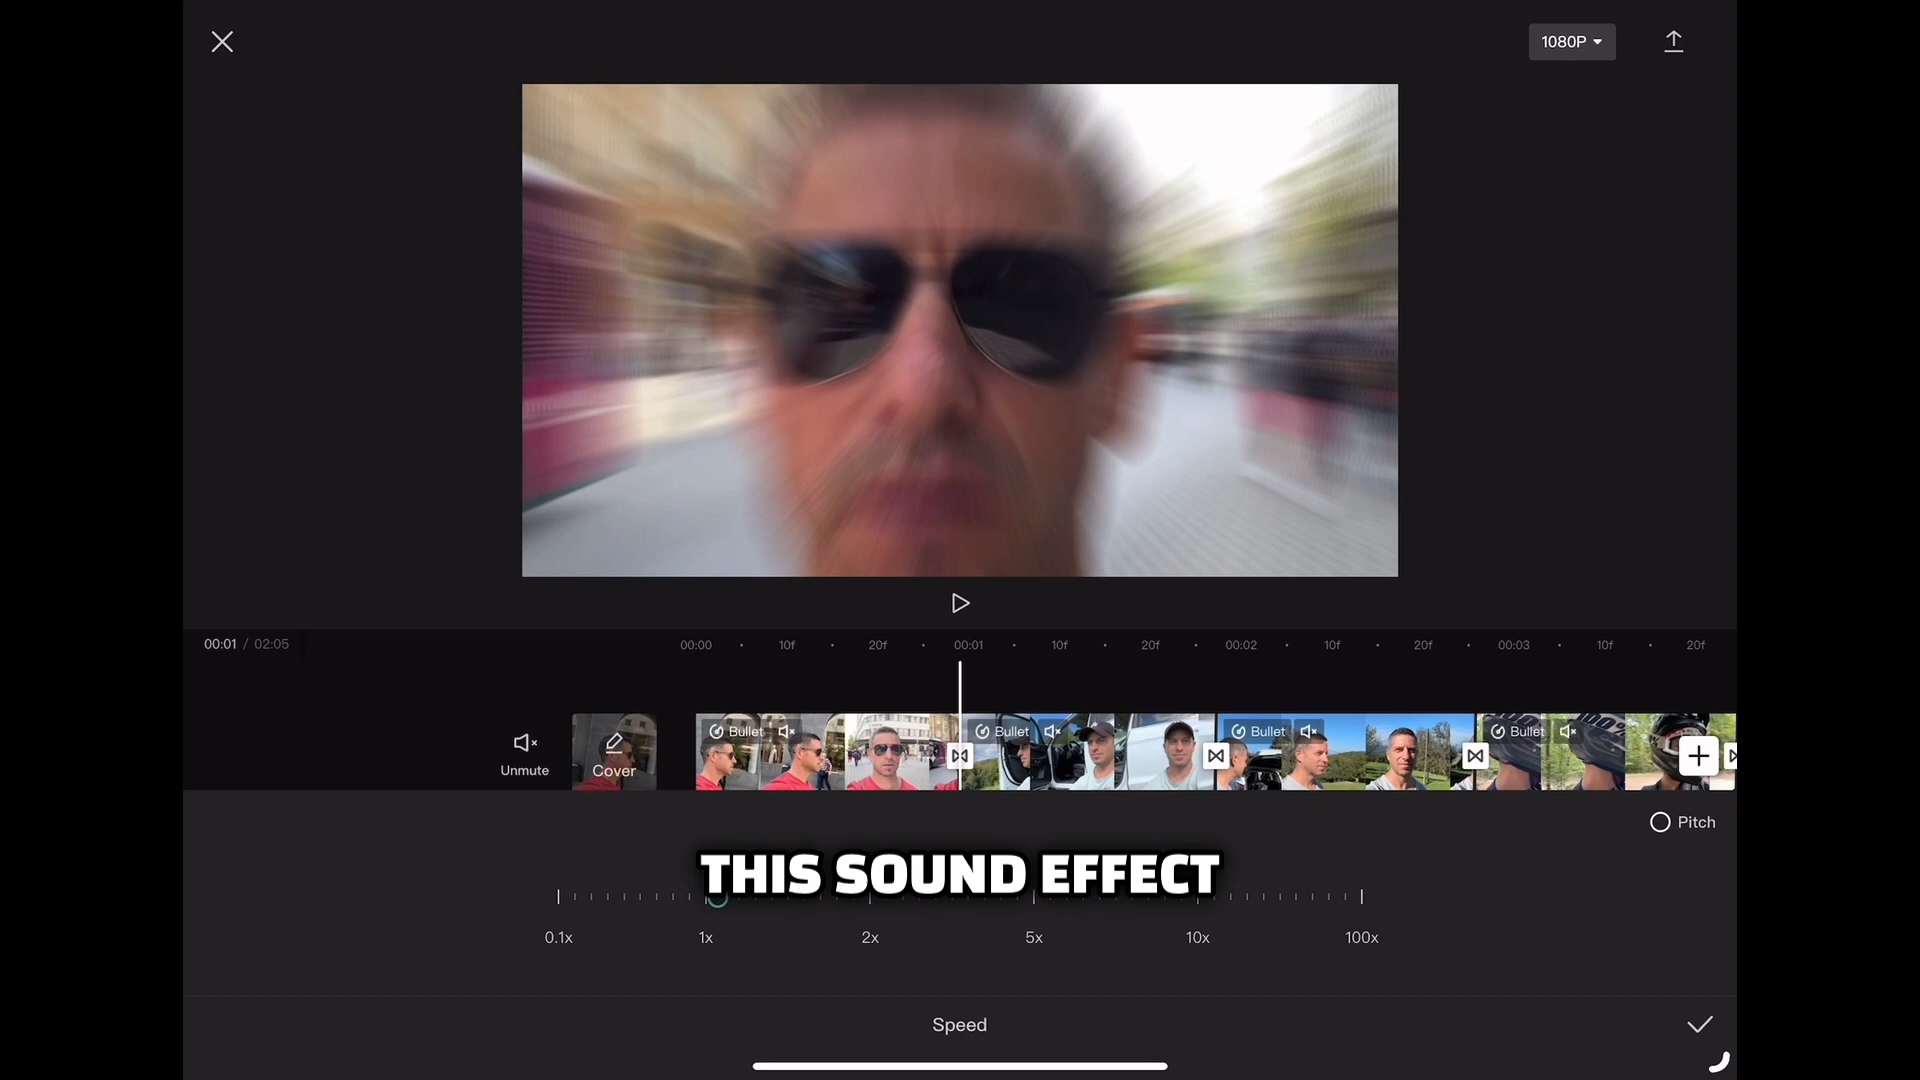 1080P
00:01 / 02:05
00:00 10f 20f 00:01 10f 20f 00:02 10f 20f 00:03 10f 20f
Bullet Bullet Bullet Bullet
Unmute
Cover
Pitch
THIS SOUND EFFECT
0.1x 1x 2x 5x 10x 100x
Speed